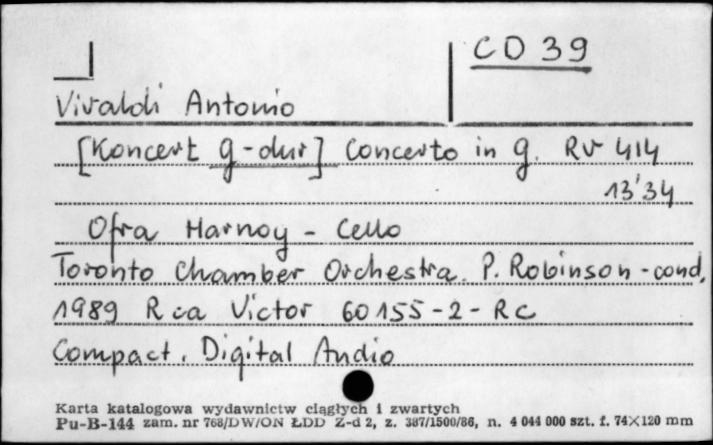 CD 39
Vivaldi Antonio
[Koncert g-dur] Concerto in g. RV 414
13'34
Ofra Harnoy - Cello
Toronto Chamber Orchestra. P. Robinson - cond.
1989 Rca Victor 60155-2-RC
Compact. Digital Audio
Karta katalogowa wydawnictw ciągłych i zwartych
Pu-B-144 zam. nr 768/DW/ON ŁDD Z-d 2, z. 387/1500/86, n. 4 044 000 szt. f. 74×120 mm